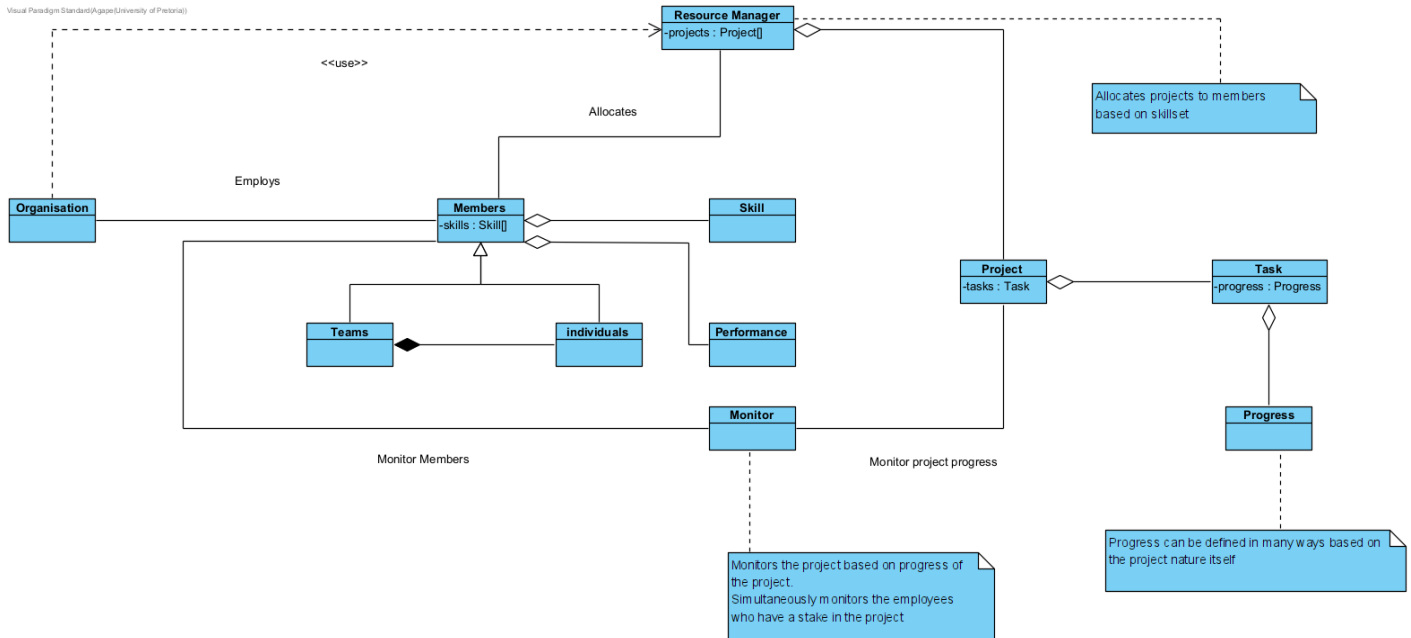 Visual Paradigm Standard(Agape(University of Pretoria))
Resource Manager
-projects : Project[]
<<use>>
Allocates
Allocates projects to members
based on skillset
Employs
Organisation
Members
-skills : Skill[]
Skill
Project
-tasks : Task
Task
-progress : Progress
Teams
individuals
Performance
Monitor
Progress
Monitor Members
Monitor project progress
Monitors the project based on progress of
the project.
Simultaneously monitors the employees
who have a stake in the project
Progress can be defined in many ways based on
the project nature itself